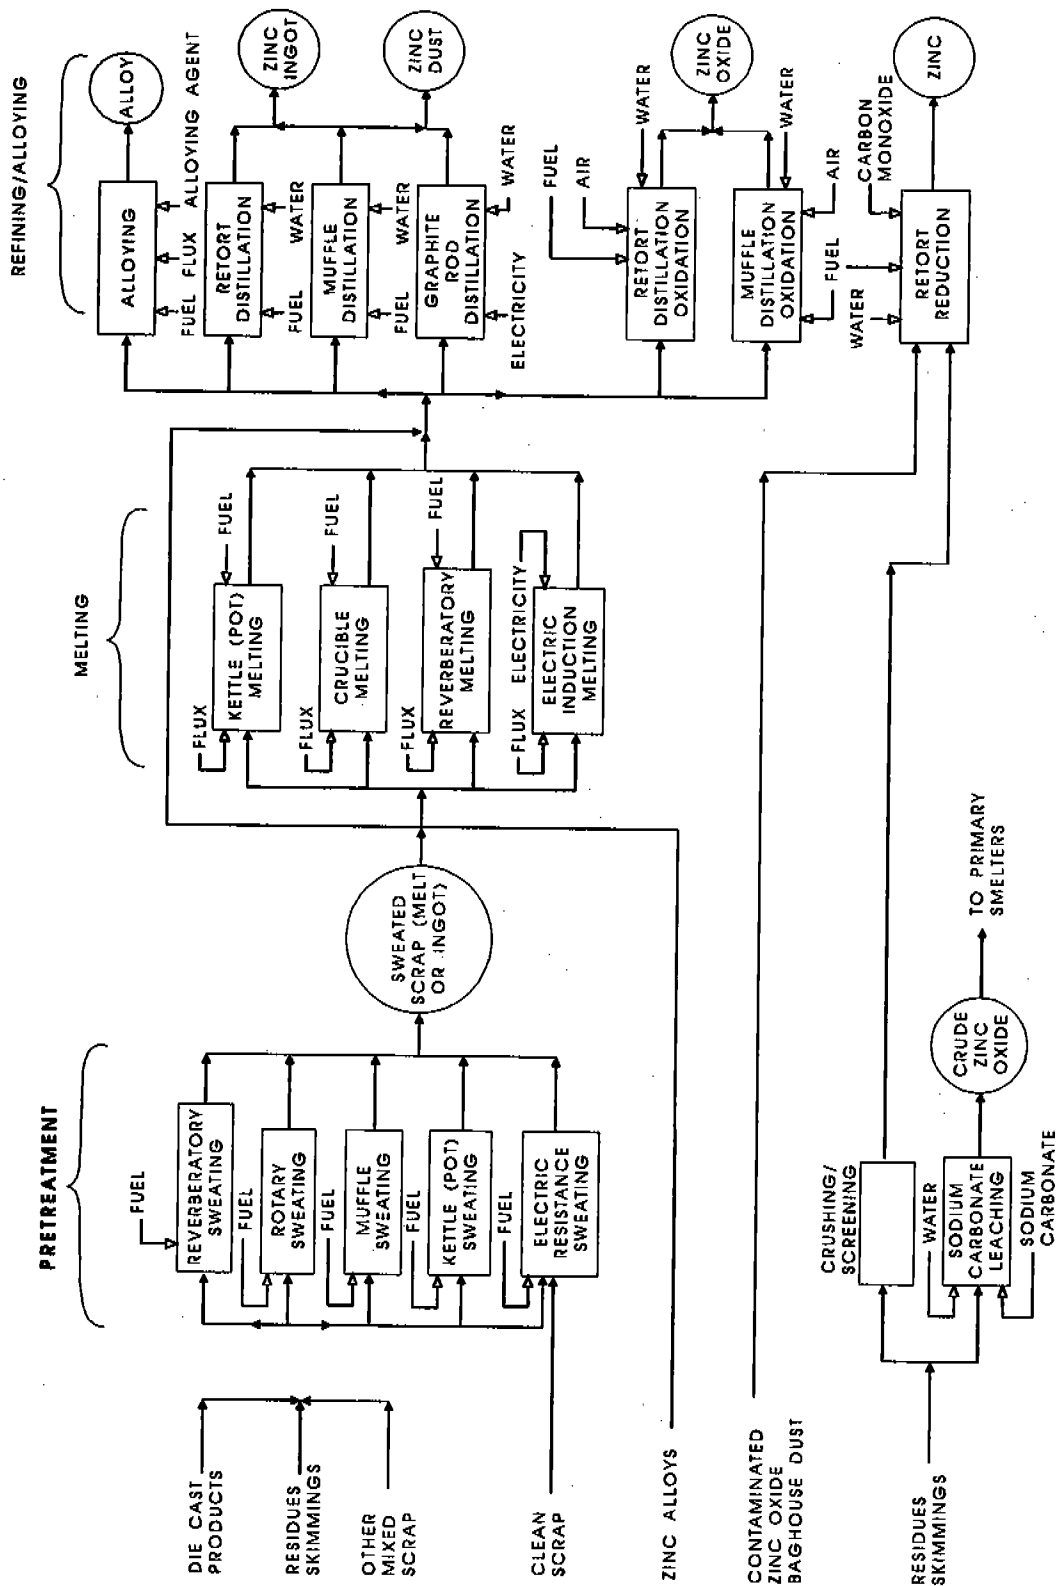 PRETREATMENT
MELTING
REFINING/ALLOYING
DIE CAST
PRODUCTS
RESIDUES
SKIMMINGS
OTHER
MIXED
SCRAP
CLEAN
SCRAP
ZINC ALLOYS
CONTAMINATED
ZINC OXIDE
BAGHOUSE DUST
RESIDUES
SKIMMINGS
FUEL
REVERBERATORY
SWEATING
FUEL
ROTARY
SWEATING
FUEL
MUFFLE
SWEATING
FUEL
KETTLE (POT)
SWEATING
FUEL
ELECTRIC
RESISTANCE
SWEATING
CRUSHING/
SCREENING
WATER
SODIUM
CARBONATE
LEACHING
SODIUM
CARBONATE
CRUDE
ZINC
OXIDE
TO PRIMARY
SMELTERS
SWEATED
SCRAP (MELT
OR INGOT)
FLUX
KETTLE (POT)
MELTING
FUEL
FLUX
CRUCIBLE
MELTING
FUEL
FLUX
REVERBERATORY
MELTING
FUEL
FLUX
ELECTRICITY
ELECTRIC
INDUCTION
MELTING
ALLOYING
FUEL
FLUX
ALLOYING AGENT
ALLOY
RETORT
DISTILLATION
FUEL
WATER
ZINC
INGOT
MUFFLE
DISTILLATION
FUEL
WATER
ZINC
DUST
GRAPHITE
ROD
DISTILLATION
ELECTRICITY
WATER
FUEL
AIR
WATER
RETORT
DISTILLATION
OXIDATION
ZINC
OXIDE
MUFFLE
DISTILLATION
OXIDATION
WATER
FUEL
AIR
WATER
CARBON
MONOXIDE
RETORT
REDUCTION
ZINC